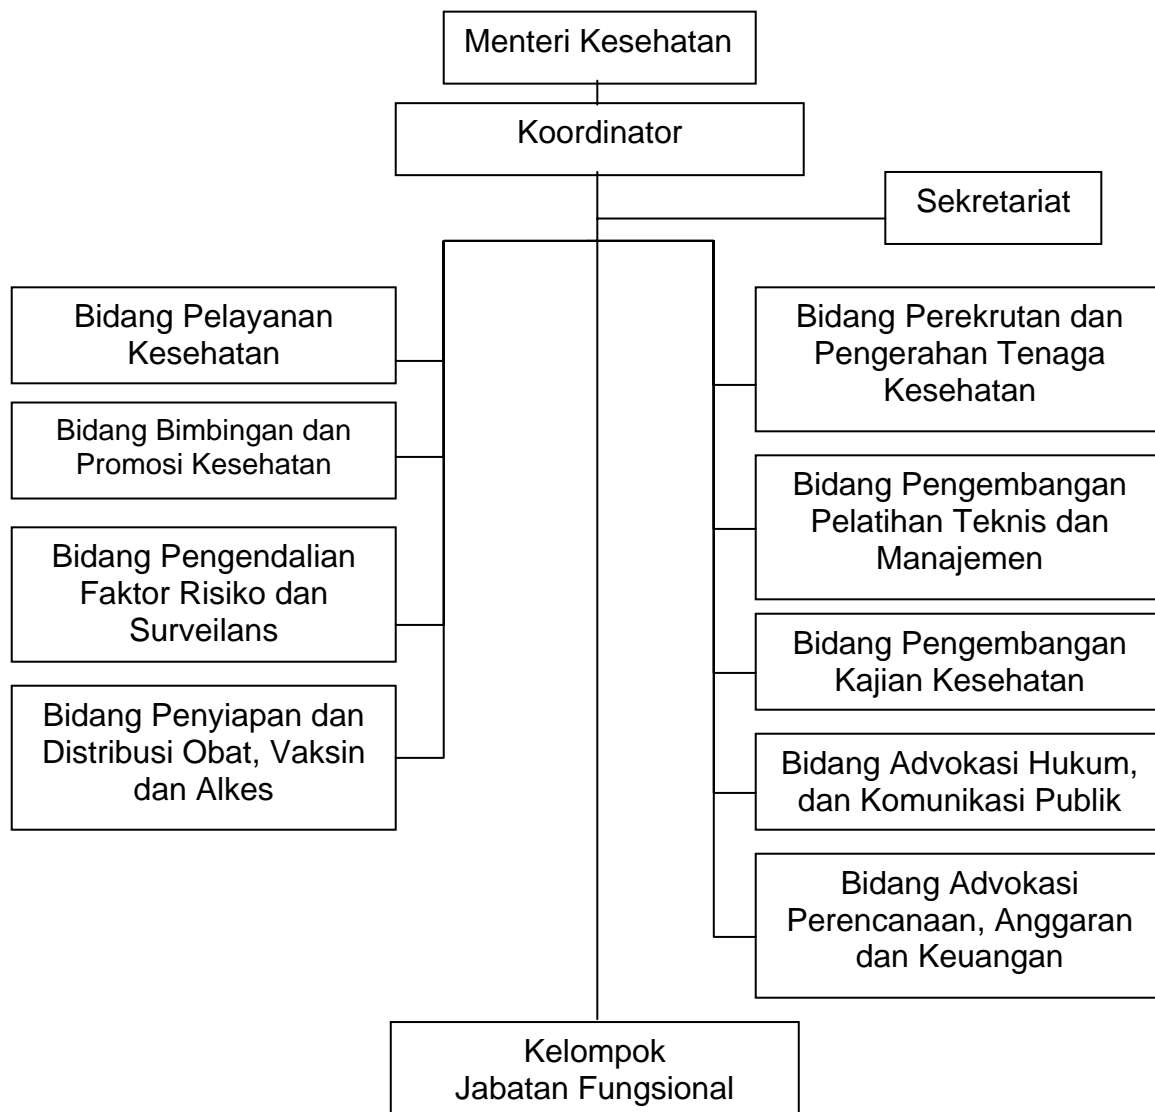 Menteri Kesehatan
Koordinator
Sekretariat
Bidang Pelayanan
Kesehatan
Bidang Bimbingan dan
Promosi Kesehatan
Bidang Pengendalian
Faktor Risiko dan
Surveilans
Bidang Penyiapan dan
Distribusi Obat, Vaksin
dan Alkes
Bidang Perekrutan dan
Pengerahan Tenaga
Kesehatan
Bidang Pengembangan
Pelatihan Teknis dan
Manajemen
Bidang Pengembangan
Kajian Kesehatan
Bidang Advokasi Hukum,
dan Komunikasi Publik
Bidang Advokasi
Perencanaan, Anggaran
dan Keuangan
Kelompok
Jabatan Fungsional